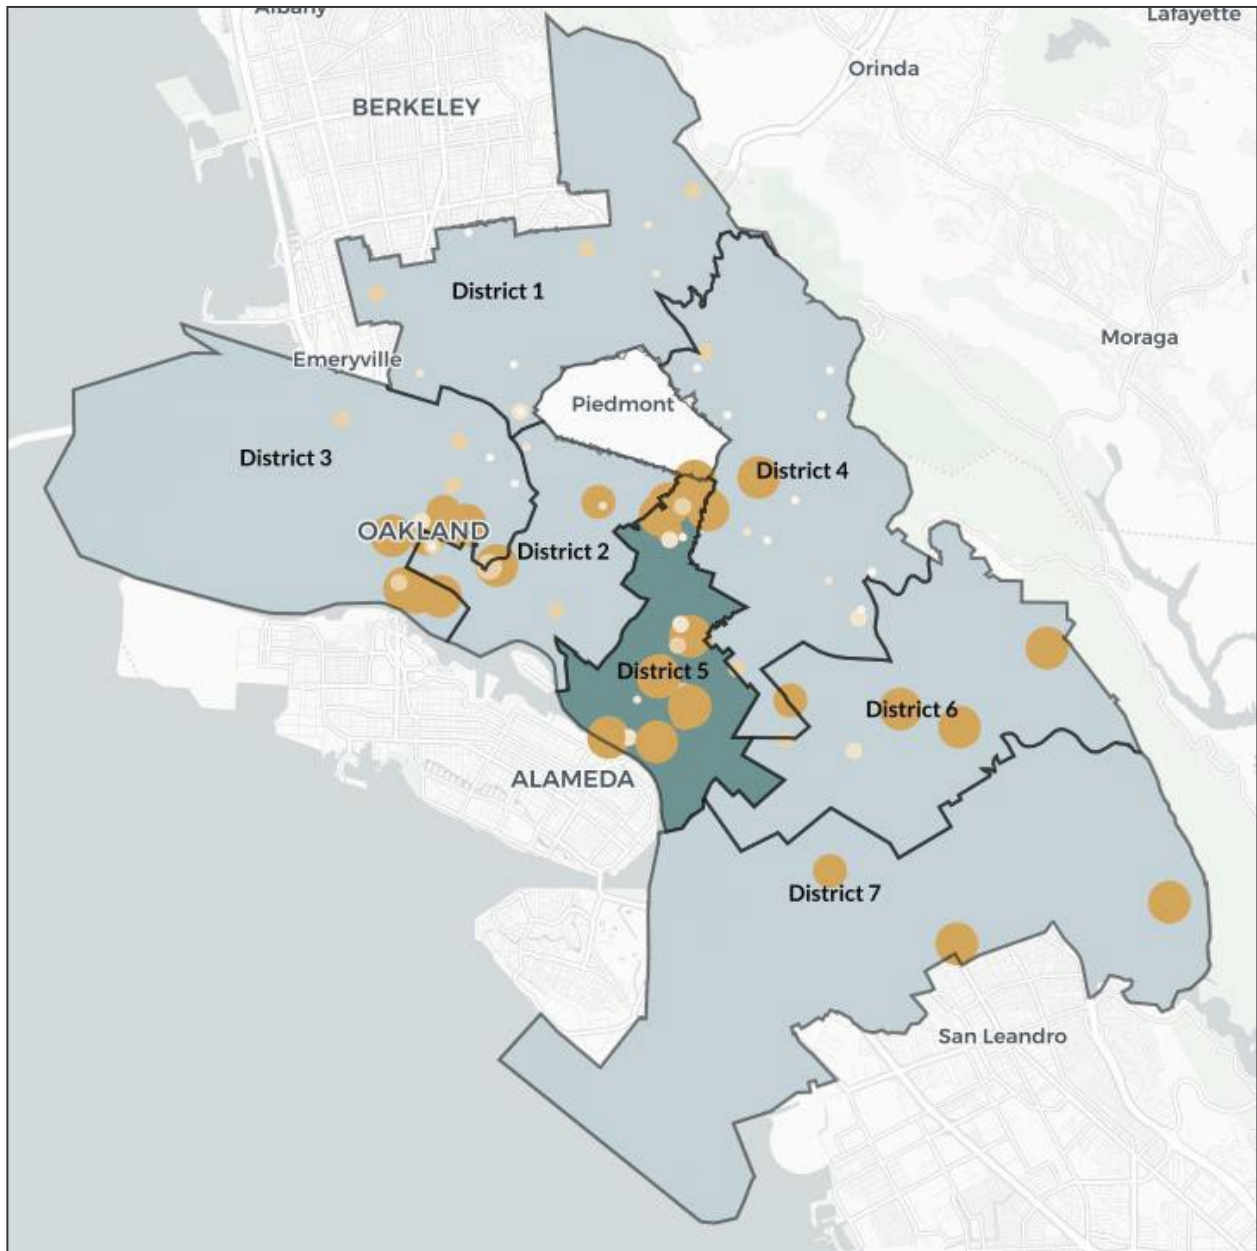 Albany
Lafayette
Orinda
BERKELEY
District 1
Moraga
Emeryville
Piedmont
District 3
District 4
OAKLAND
District 2
District 5
District 6
ALAMEDA
District 7
San Leandro